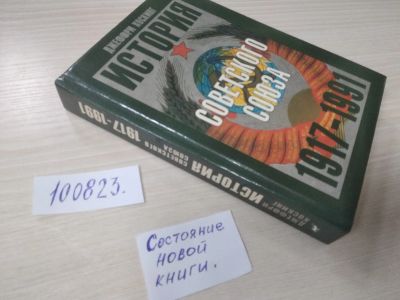 ДЖЕФФРИ ХОСКИНГ
ИСТОРИЯ
СОВЕТСКОГО
СОЮЗА
1917-1991
ДЖЕФФРИ
ХОСКИНГ
ИСТОРИЯ
СОВЕТСКОГО
СОЮЗА
1917-1991
100823.
Состояние
новой
книги.